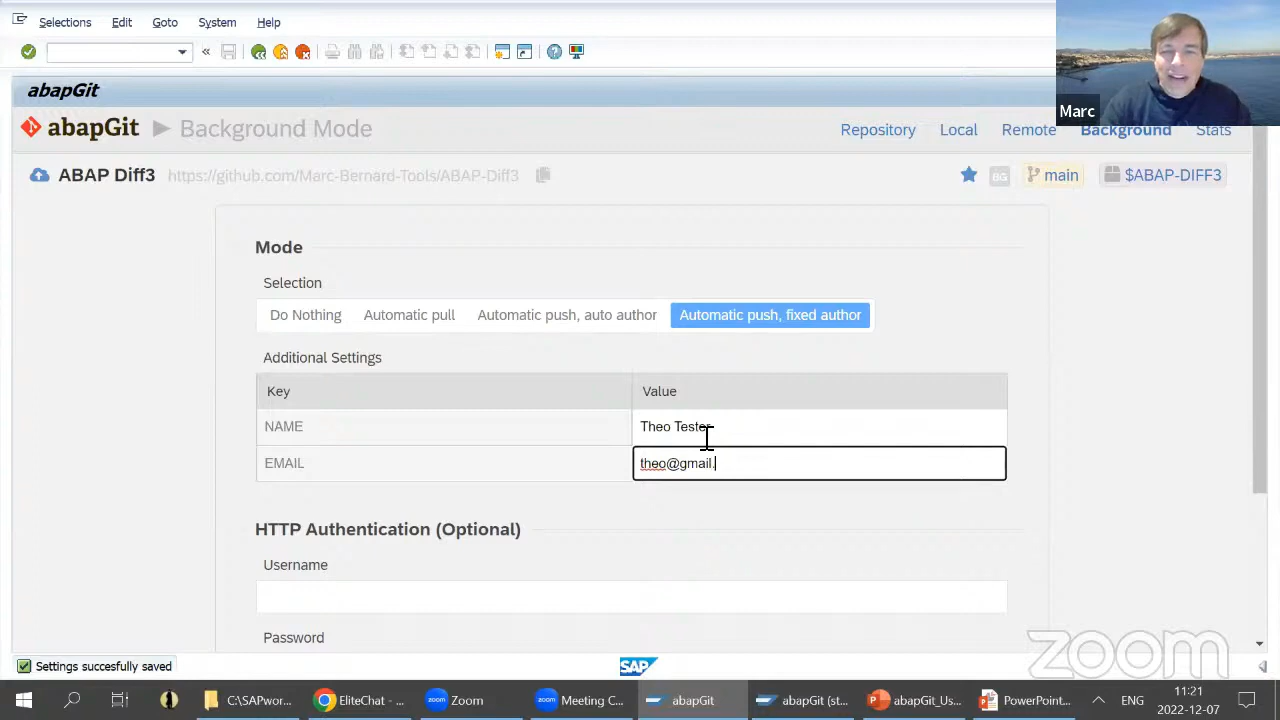 Selections Edit Goto System Help
abapGit
abapGit Background Mode
Repository Local Remote Background Stats
Marc
ABAP Diff3 https://github.com/Marc-Bernard-Tools/ABAP-Diff3 BG main $ABAP-DIFF3
Mode
Selection
Do Nothing Automatic pull Automatic push, auto author Automatic push, fixed author
Additional Settings
Key Value
NAME Theo Tester
EMAIL theo@gmail.
HTTP Authentication (Optional)
Username
Password
zoom
Settings succesfully saved
SAP
C:\SAPwor... EliteChat - ... Zoom Meeting C... abapGit abapGit (st... abapGit_Us... PowerPoint... ENG 11:21
2022-12-07